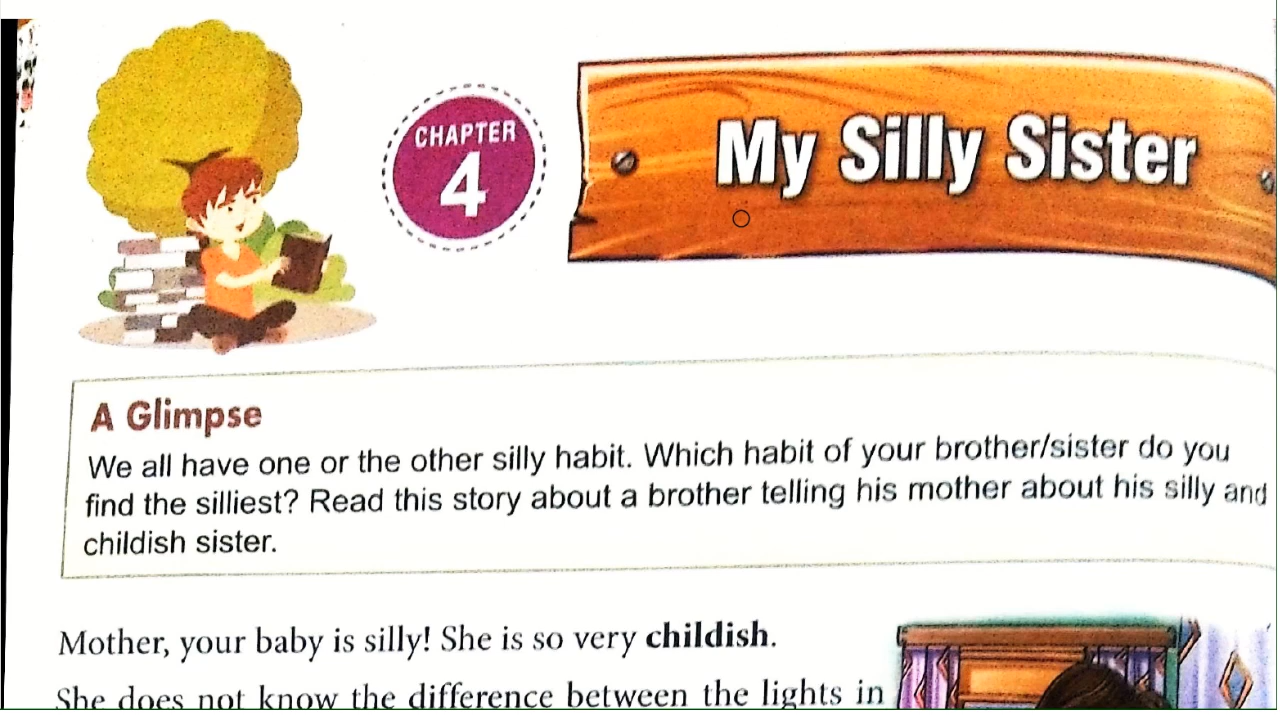 CHAPTER
4
My Silly Sister
A Glimpse
We all have one or the other silly habit. Which habit of your brother/sister do you
find the silliest? Read this story about a brother telling his mother about his silly and
childish sister.
Mother, your baby is silly! She is so very childish.
She does not know the difference between the lights in